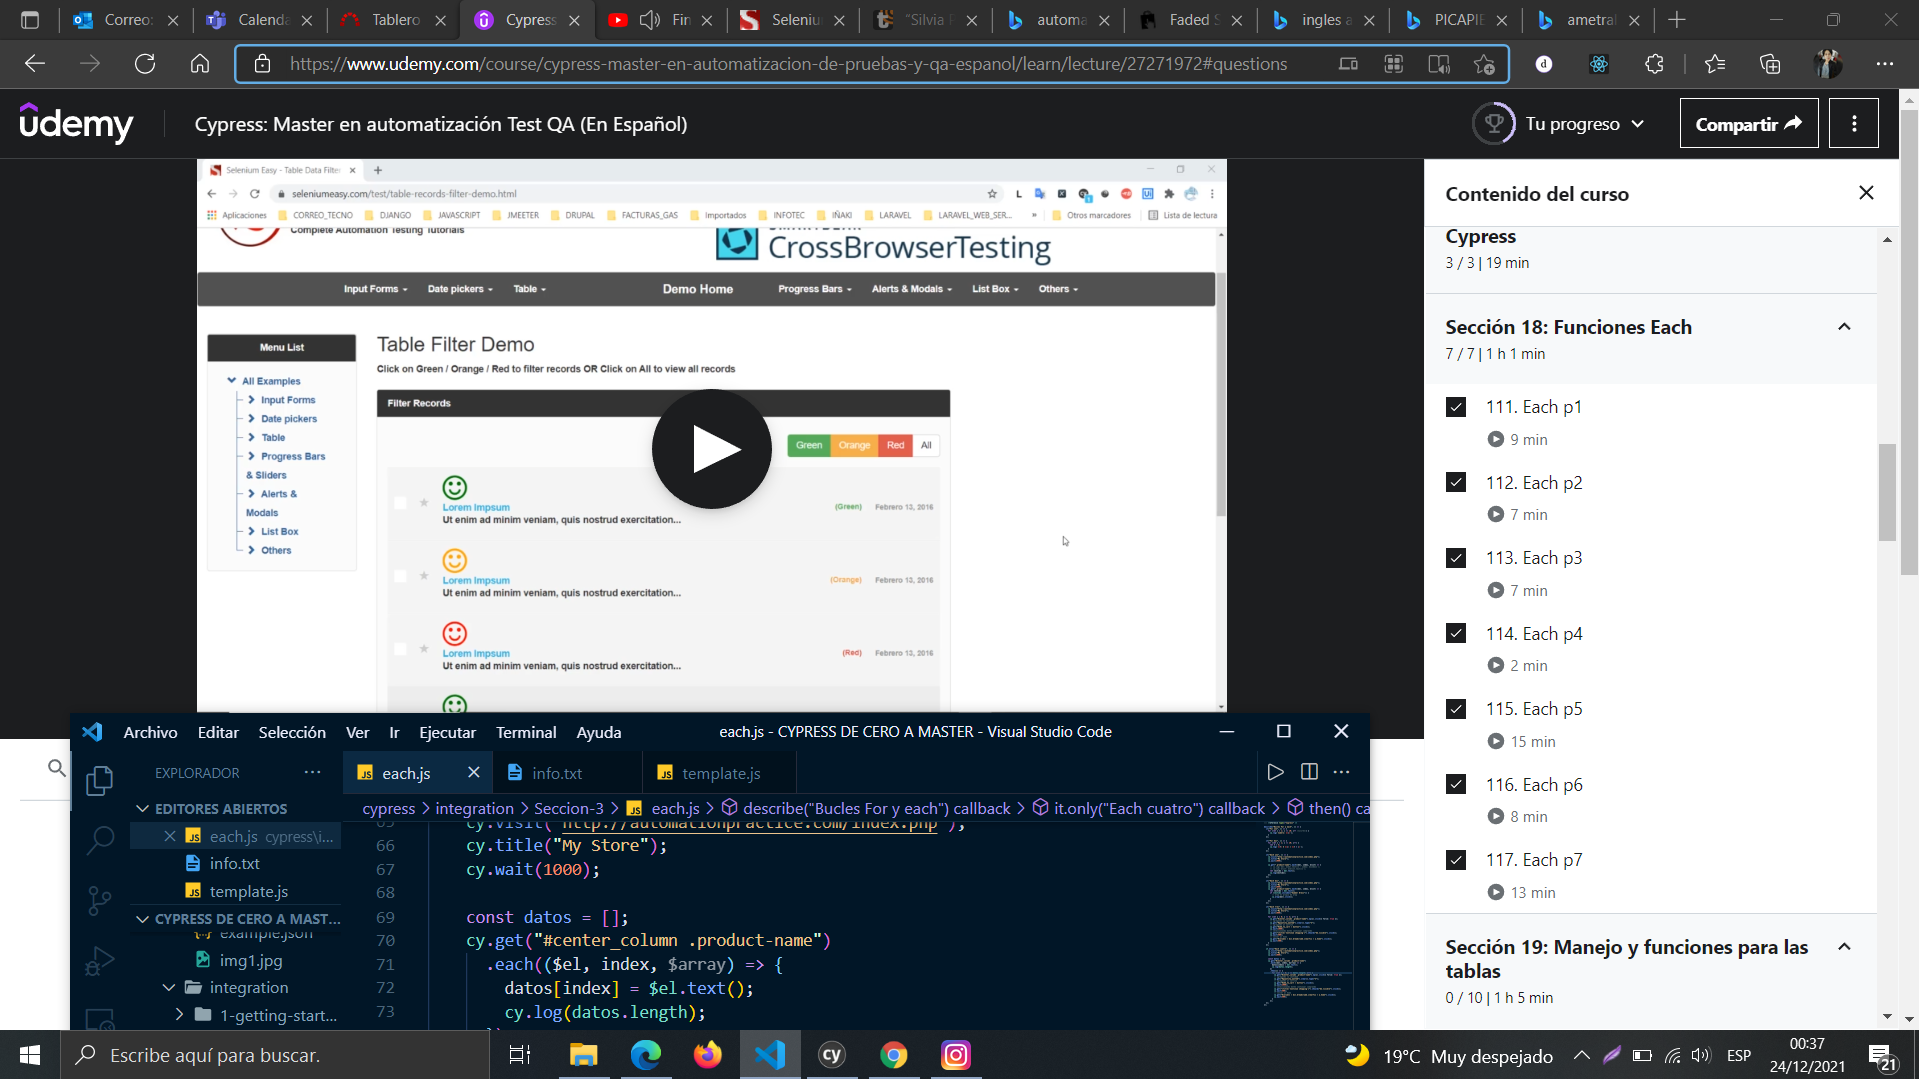 Correo:
Calenda
Tablero
Cypress
Fin
Seleniu
"Silvia P
automa
Faded S
ingles a
PICAPIE
ametral
https://www.udemy.com/course/cypress-master-en-automatizacion-de-pruebas-y-qa-espanol/learn/lecture/27271972#questions
ûdemy
Cypress: Master en automatización Test QA (En Español)
Tu progreso
Compartir
Selenium Easy - Table Data Filter
seleniumeasy.com/test/table-records-filter-demo.html
Aplicaciones
CORREO_TECNO
DJANGO
JAVASCRIPT
JMEETER
DRUPAL
FACTURAS_GAS
Importados
INFOTEC
IÑAKI
LARAVEL
LARAVEL_WEB_SER...
»
Otros marcadores
Lista de lectura
Complete Automation Testing Tutorials
CrossBrowserTesting
Input Forms
Date pickers
Table
Demo Home
Progress Bars
Alerts & Modals
List Box
Others
Menu List
All Examples
Input Forms
Date pickers
Table
Progress Bars
& Sliders
Alerts &
Modals
List Box
Others
Table Filter Demo
Click on Green / Orange / Red to filter records OR Click on All to view all records
Filter Records
Green
Orange
Red
All
Lorem Impsum
(Green)
Febrero 13, 2016
Ut enim ad minim veniam, quis nostrud exercitation...
Lorem Impsum
(Orange)
Febrero 13, 2016
Ut enim ad minim veniam, quis nostrud exercitation...
Lorem Impsum
(Red)
Febrero 13, 2016
Ut enim ad minim veniam, quis nostrud exercitation...
Contenido del curso
Cypress
3 / 3 | 19 min
Sección 18: Funciones Each
7 / 7 | 1 h 1 min
111. Each p1
9 min
112. Each p2
7 min
113. Each p3
7 min
114. Each p4
2 min
115. Each p5
15 min
116. Each p6
8 min
117. Each p7
13 min
Sección 19: Manejo y funciones para las
tablas
0 / 10 | 1 h 5 min
Archivo
Editar
Selección
Ver
Ir
Ejecutar
Terminal
Ayuda
each.js - CYPRESS DE CERO A MASTER - Visual Studio Code
EXPLORADOR
JS each.js
info.txt
JS template.js
EDITORES ABIERTOS
JS each.js cypress\i...
info.txt
JS template.js
CYPRESS DE CERO A MAST...
example.json
img1.jpg
integration
1-getting-start...
cypress > integration > Seccion-3 > JS each.js > describe("Bucles For y each") callback > it.only("Each cuatro") callback > then() ca
65 cy.visit("http://automationpractice.com/index.php");
66 cy.title("My Store");
67 cy.wait(1000);
68
69 const datos = [];
70 cy.get("#center_column .product-name")
71 .each(($el, index, $array) => {
72 datos[index] = $el.text();
73 cy.log(datos.length);
Escribe aquí para buscar.
cy
19°C Muy despejado
ESP
00:37
24/12/2021
21